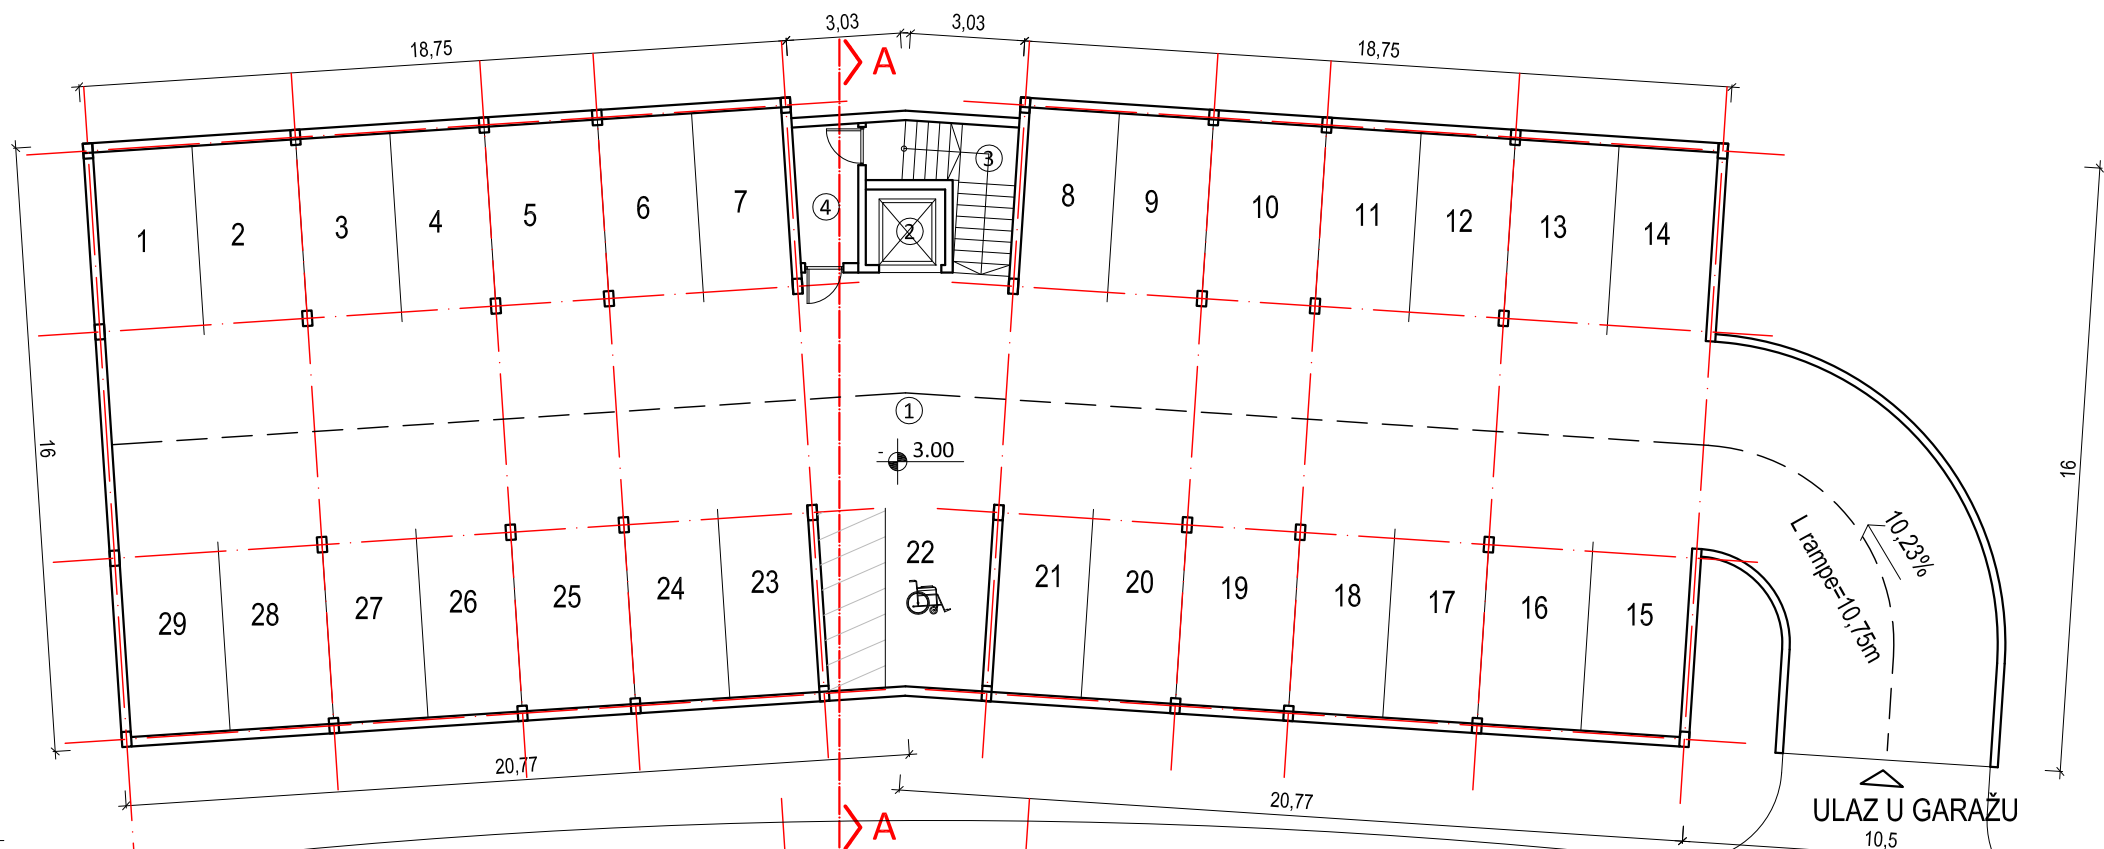 3,03 3,03
18,75 18,75
A
1 2 3 4 5 6 7 8 9 10 11 12 13 14
3
4
2
16
16
1
- 3.00
10,23%
L rampe=10,75m
29 28 27 26 25 24 23 22 21 20 19 18 17 16 15
20,77
20,77
A
ULAZ U GARAŽU
10,5